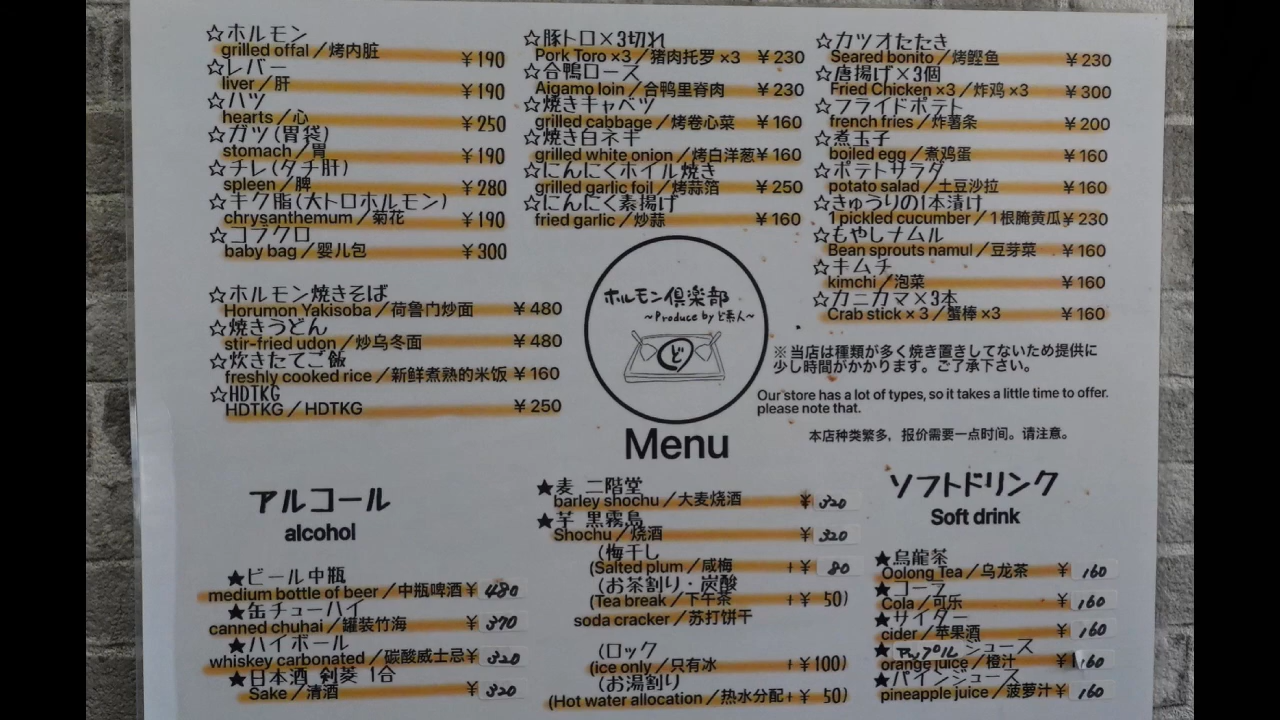 ☆ホルモン
grilled offal／烤内脏 ￥190
☆レバー
liver／肝 ￥190
☆ハツ
hearts／心 ￥250
☆ガツ(胃袋)
stomach／胃 ￥190
☆チレ(タチ肝)
spleen／脾 ￥280
☆キク脂(大トロホルモン)
chrysanthemum／菊花 ￥190
☆コブクロ
baby bag／婴儿包 ￥300
☆ホルモン焼きそば
Horumon Yakisoba／荷鲁门炒面 ￥480
☆焼きうどん
stir-fried udon／炒乌冬面 ￥480
☆炊きたてご飯
freshly cooked rice／新鲜煮熟的米饭 ￥160
☆HDTKG
HDTKG／HDTKG ￥250
☆豚トロ×3切れ
Pork Toro ×3／猪肉托罗 ×3 ￥230
☆合鴨ロース
Aigamo loin／合鸭里脊肉 ￥230
☆焼きキャベツ
grilled cabbage／烤卷心菜 ￥160
☆焼き白ネギ
grilled white onion／烤白洋葱￥160
☆にんにくホイル焼き
grilled garlic foil／烤蒜箔 ￥250
☆にんにく素揚げ
fried garlic／炒蒜 ￥160
☆カツオたたき
Seared bonito／烤鲣鱼 ￥230
☆唐揚げ×3個
Fried Chicken ×3／炸鸡 ×3 ￥300
☆フライドポテト
french fries／炸薯条 ￥200
☆煮玉子
boiled egg／煮鸡蛋 ￥160
☆ポテトサラダ
potato salad／土豆沙拉 ￥160
☆きゅうりの1本漬け
1 pickled cucumber／1根腌黄瓜￥230
☆もやしナムル
Bean sprouts namul／豆芽菜 ￥160
☆キムチ
kimchi／泡菜 ￥160
☆カニカマ×3本
Crab stick × 3／蟹棒 ×3 ￥160
ホルモン倶楽部
~Produce by ど素人~
ど
※当店は種類が多く焼き置きしてないため提供に
少し時間がかかります。ご了承下さい。
Our store has a lot of types, so it takes a little time to offer.
please note that.
本店种类繁多，报价需要一点时间。请注意。
Menu
アルコール
alcohol
★ビール中瓶
medium bottle of beer／中瓶啤酒￥480
★缶チューハイ
canned chuhai／罐装竹海 ￥370
★ハイボール
whiskey carbonated／碳酸威士忌￥320
★日本酒 剣菱 1合
Sake／清酒 ￥320
★麦 二階堂
barley shochu／大麦烧酒 ￥320
★芋 黒霧島
Shochu／烧酒 ￥320
(梅干し
(Salted plum／咸梅 +￥80
(お茶割り・炭酸
(Tea break／下午茶 +￥50)
soda cracker／苏打饼干
(ロック
(ice only／只有冰 +￥100)
(お湯割り
(Hot water allocation／热水分配+￥50)
ソフトドリンク
Soft drink
★烏龍茶
Oolong Tea／乌龙茶 ￥160
★コーラ
Cola／可乐 ￥160
★サイダー
cider／苹果酒 ￥160
★アップルジュース
orange juice／橙汁 ￥160
★パインジュース
pineapple juice／菠萝汁￥160